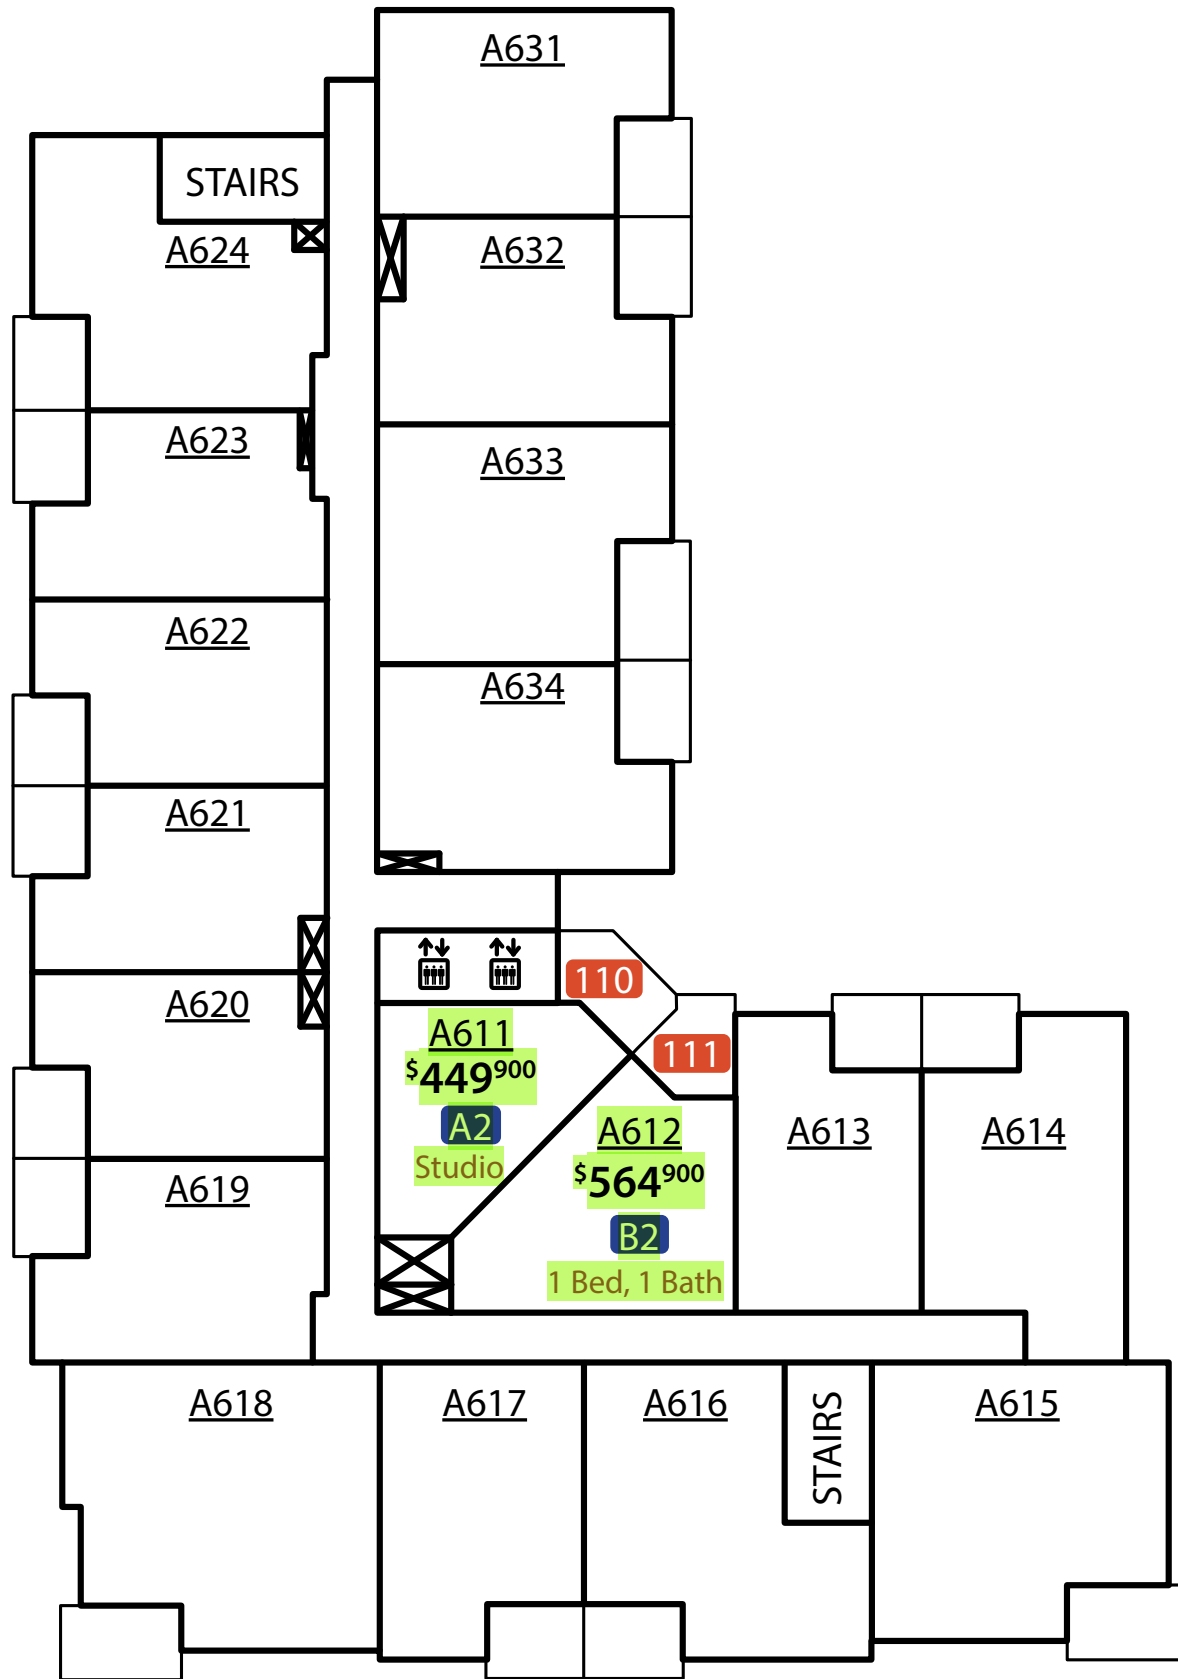 A631
STAIRS
A624
A632
A623
A633
A622
A634
A621
A620
110
A611
$449900
A2
Studio
111
A612
$564900
B2
1 Bed, 1 Bath
A613
A614
A619
A618
A617
A616
STAIRS
A615